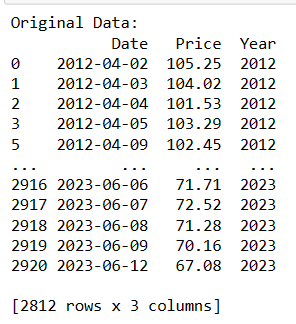 Original Data:
Date Price Year
0 2012-04-02 105.25 2012
1 2012-04-03 104.02 2012
2 2012-04-04 101.53 2012
3 2012-04-05 103.29 2012
5 2012-04-09 102.45 2012
... ... ... ...
2916 2023-06-06 71.71 2023
2917 2023-06-07 72.52 2023
2918 2023-06-08 71.28 2023
2919 2023-06-09 70.16 2023
2920 2023-06-12 67.08 2023
[2812 rows x 3 columns]